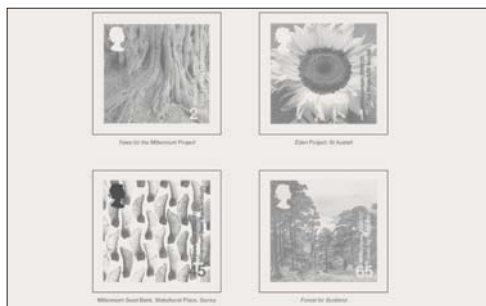 2
1
Trees for the Millennium Project
Eden Project, St Austell
45
65
Millennium Seed Bank, Wakehurst Place, Surrey
Forest for Scotland